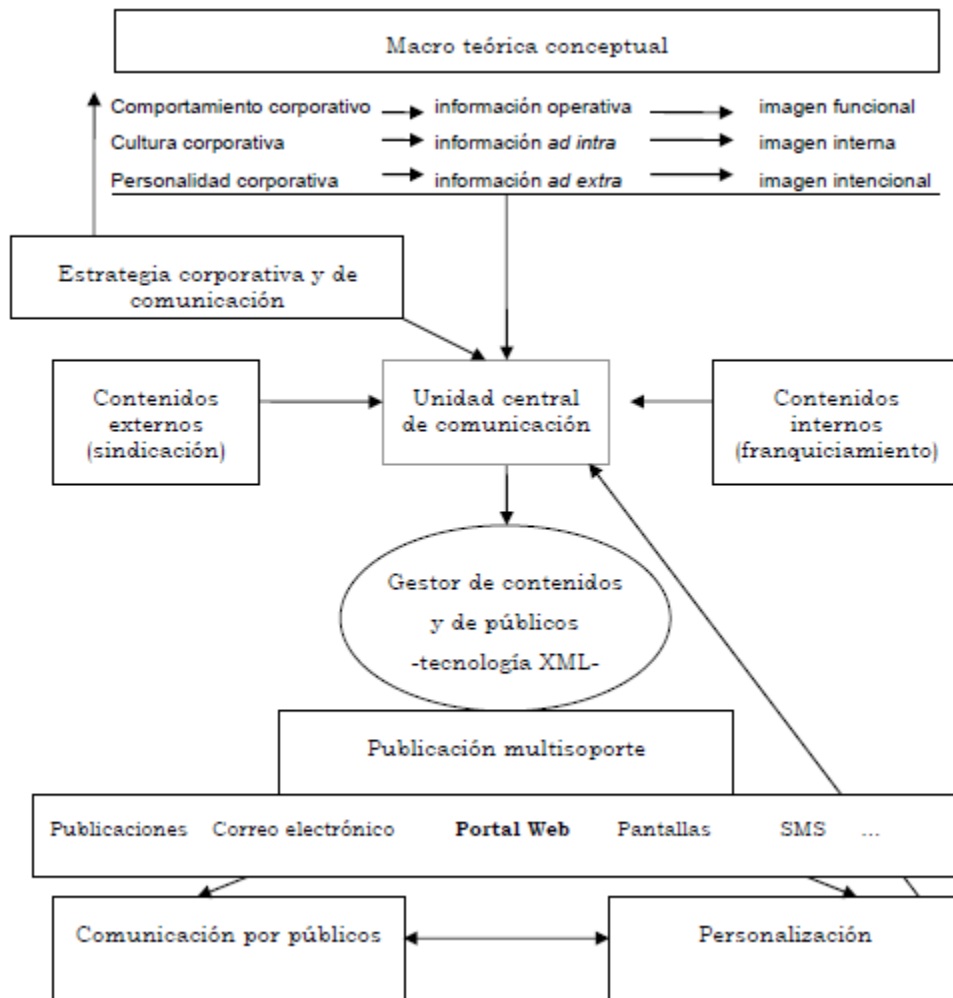 Macro teórica conceptual
Comportamiento corporativo información operativa imagen funcional
Cultura corporativa información ad intra imagen interna
Personalidad corporativa información ad extra imagen intencional
Estrategia corporativa y de
comunicación
Contenidos
externos
(sindicación)
Unidad central
de comunicación
Contenidos
internos
(franquiciamiento)
Gestor de contenidos
y de públicos
-tecnología XML-
Publicación multisoporte
Publicaciones Correo electrónico Portal Web Pantallas SMS ...
Comunicación por públicos
Personalización